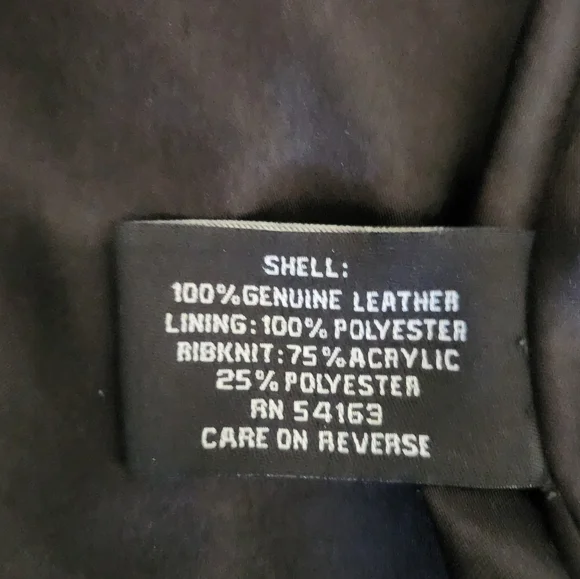 SHELL:
100%GENUINE LEATHER
LINING:100% POLYESTER
RIBKNIT:75%ACRYLIC
25%POLYESTER
RN 54163
CARE ON REVERSE